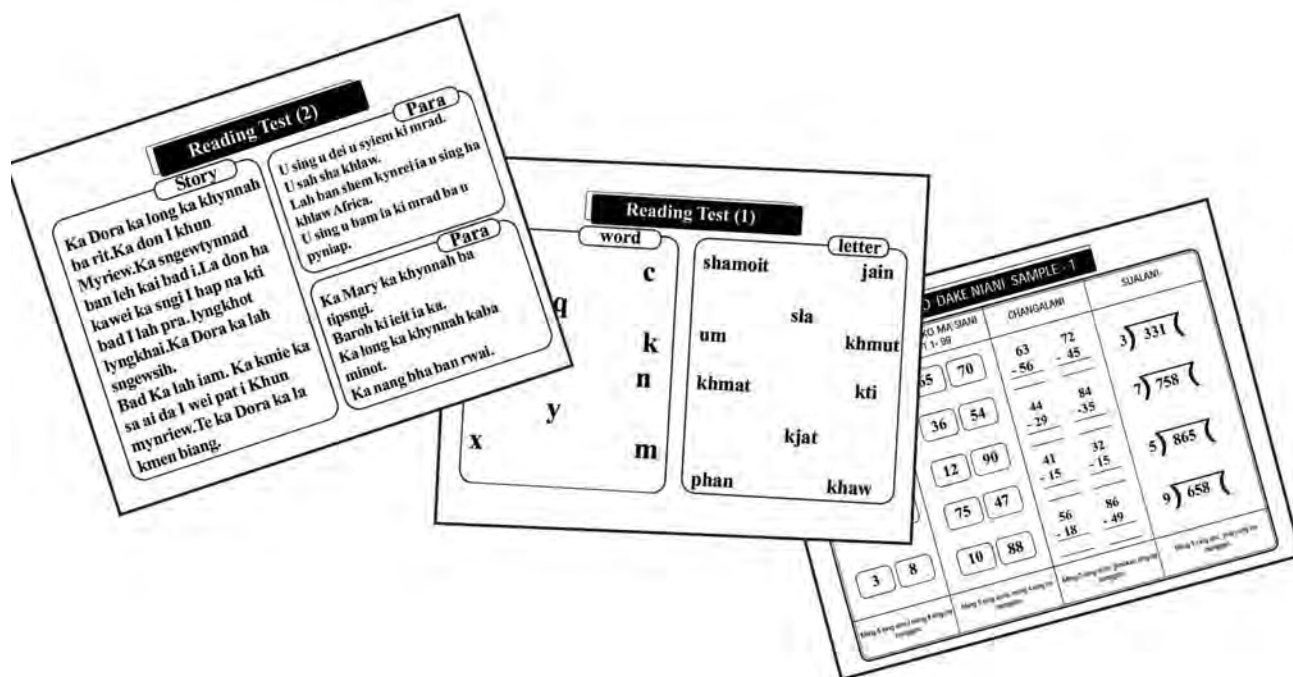 Reading Test (2)
Story
Ka Dora ka long ka khynnah
ba rit.Ka don I khun
Myriew.Ka sngewtynnad
ban leh kai bad i.La don ha
kawei ka sngi I hap na kti
bad I lah pra.Jyngkhot
lyngkhai.Ka Dora ka lah
sngewsih.
Bad Ka lah iam. Ka kmie ka
sa ai da I wei pat i Khun
mynriew.Te ka Dora ka la
kmen biang.
Para
U sing u dei u syiem ki mrad.
U sah sha khlaw.
Lah ban shem kynrei ia u sing ha
khlaw Africa.
U sing u bam ia ki mrad ba u
pyniap.
Para
Ka Mary ka khynnah ba
tipsngi.
Baroh ki ieit ia ka.
Ka long ka khynnah kaba
minot.
Ka nang bha ban rwai.
Reading Test (1)
word
c
q
k
n
y
x
m
letter
shamoit
jain
sla
um
khmut
khmat
kti
kjat
phan
khaw
DAKE NIANI SAMPLE - 1
MA SIANI
11- 99
CHANGALANI
SUALANI
65 70
36 54
12 90
75 47
3 8
10 88
63 72
- 56 - 45
44 84
- 29 -35
41 32
- 15 - 15
56 86
- 18 - 49
3) 331 (
7) 758 (
5) 865 (
9) 658 (